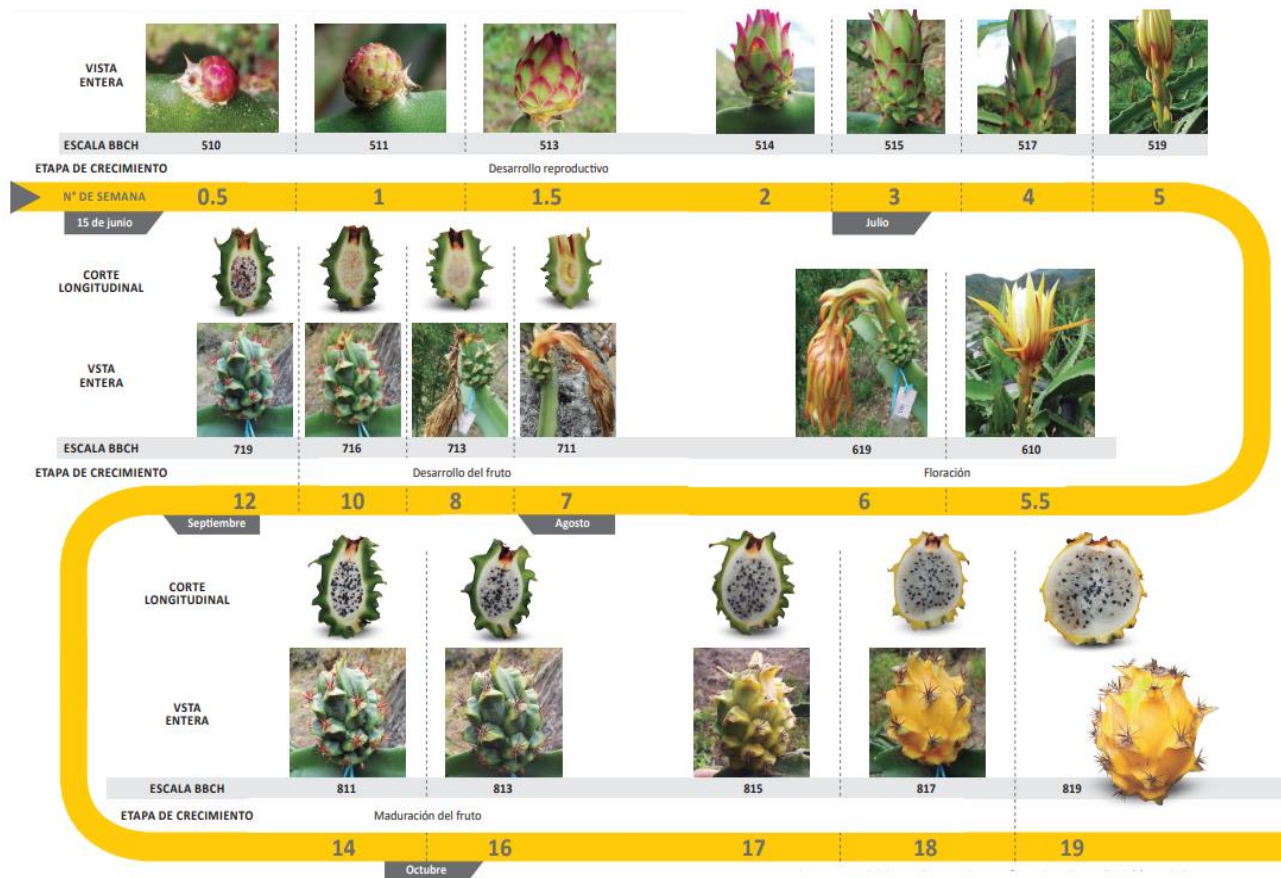 VISTA
ENTERA
ESCALA BBCH 510 511 513 514 515 517 519
ETAPA DE CRECIMIENTO Desarrollo reproductivo
N° DE SEMANA 0.5 1 1.5 2 3 4 5
15 de junio Julio
CORTE
LONGITUDINAL
VSTA
ENTERA
ESCALA BBCH 719 716 713 711 619 610
ETAPA DE CRECIMIENTO Desarrollo del fruto Floración
12 10 8 7 6 5.5
Septiembre Agosto
CORTE
LONGITUDINAL
VSTA
ENTERA
ESCALA BBCH 811 813 815 817 819
ETAPA DE CRECIMIENTO Maduración del fruto
14 16 17 18 19
Octubre